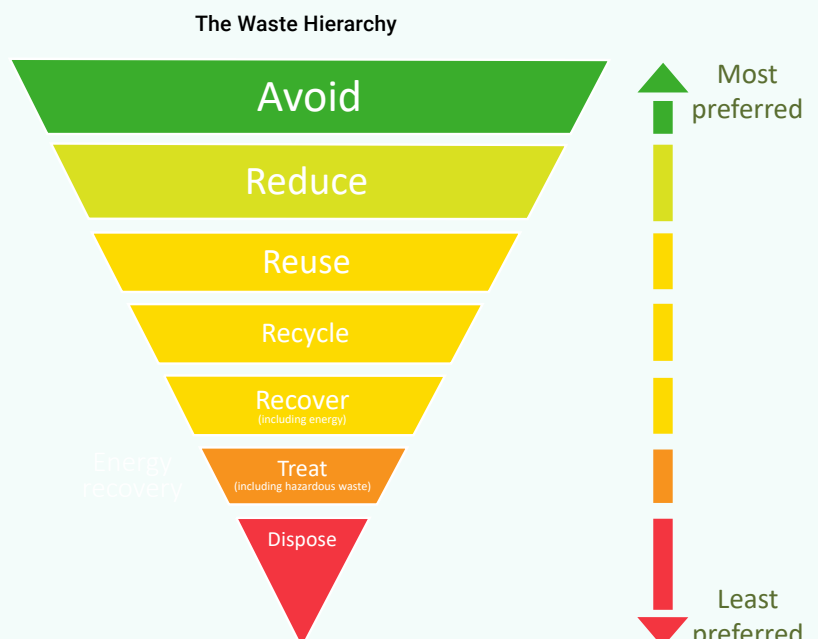 The Waste Hierarchy
Avoid
Most
preferred
Reduce
Reuse
Recycle
Recover
(including energy)
Energy
recovery
Treat
(including hazardous waste)
Dispose
Least
preferred